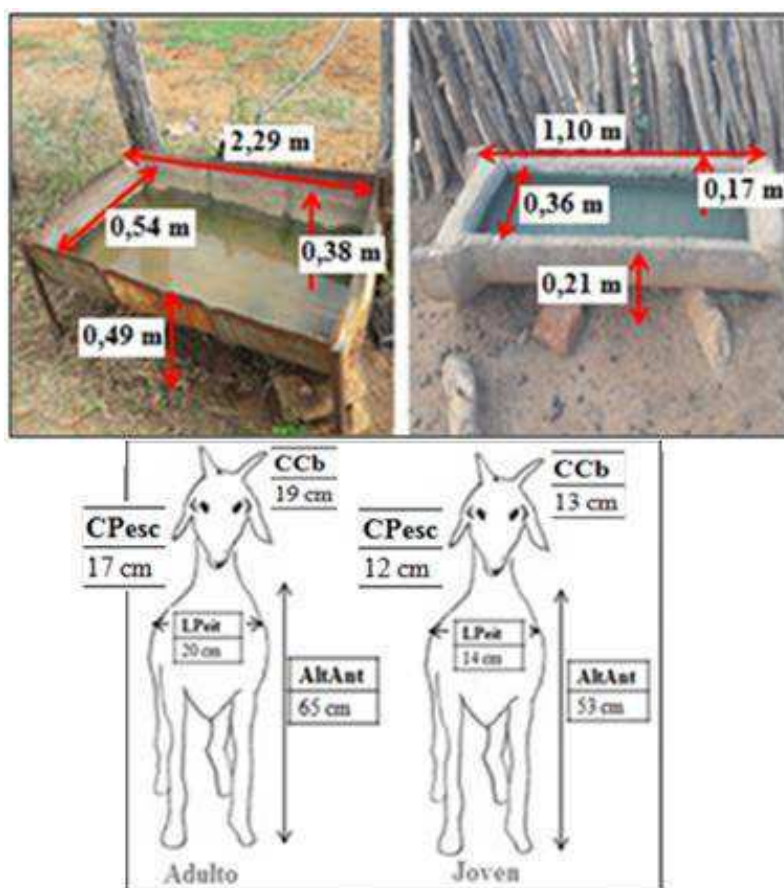 2,29 m
0,54 m
0,38 m
0,49 m
1,10 m
0,17 m
0,36 m
0,21 m
CCb
19 cm
CPesc
17 cm
LPeit
20 cm
AltAnt
65 cm
Adulto
CCb
13 cm
CPesc
12 cm
LPeit
14 cm
AltAnt
53 cm
Joven